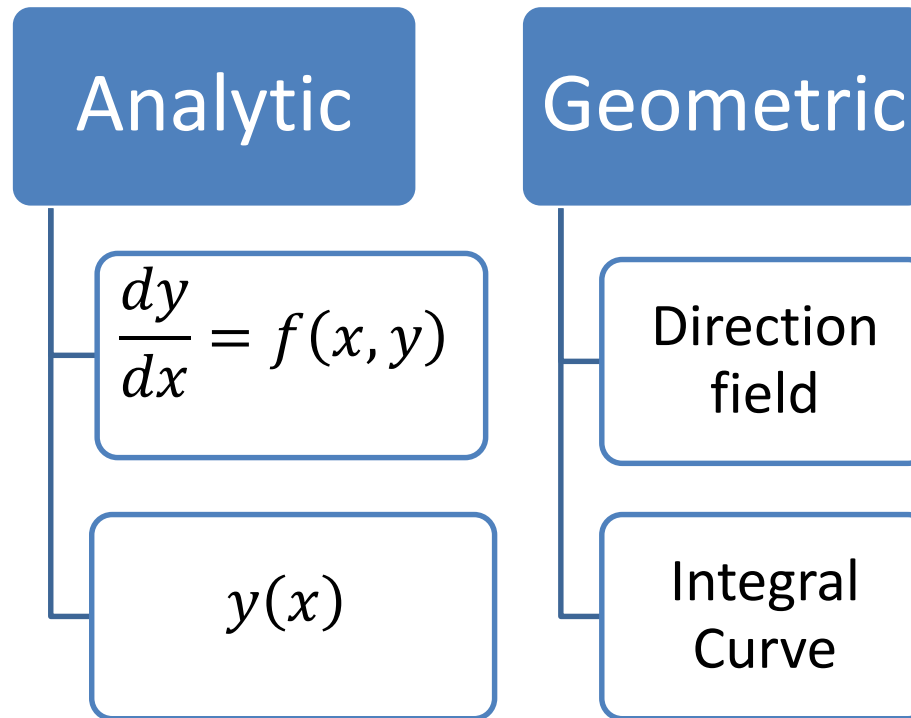 Analytic
dy/dx = f(x, y)
y(x)
Geometric
Direction
field
Integral
Curve